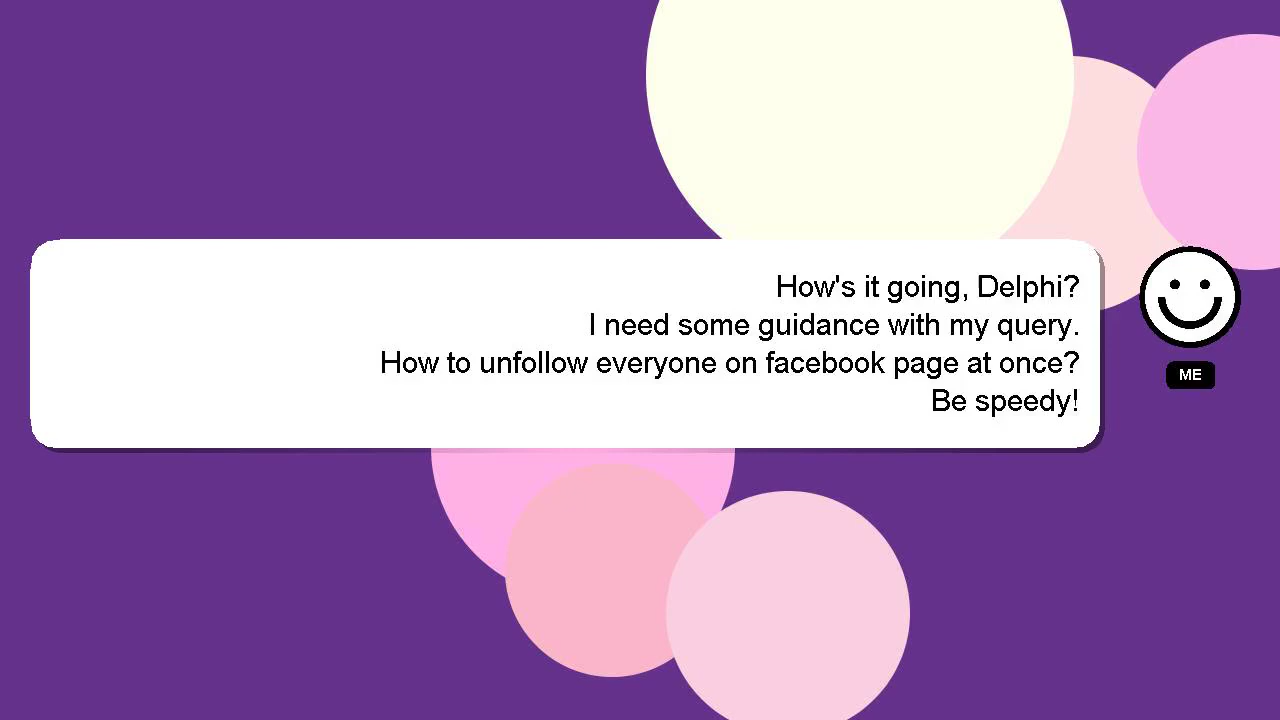 How's it going, Delphi?
I need some guidance with my query.
How to unfollow everyone on facebook page at once?
Be speedy!
ME